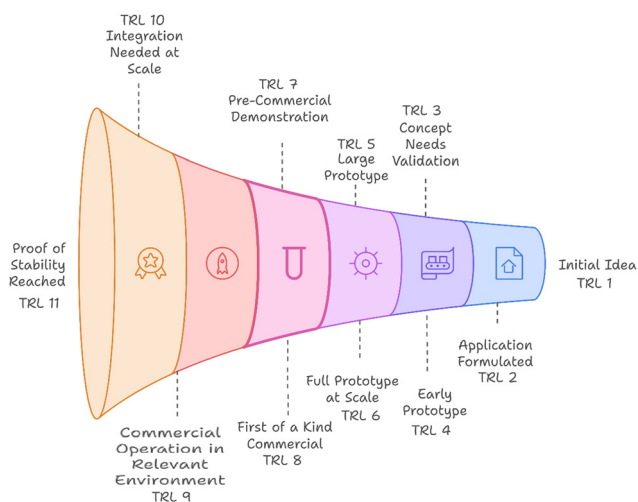 TRL 10
Integration
Needed at
Scale
TRL 7
Pre-Commercial
Demonstration
TRL 5
Large
Prototype
TRL 3
Concept
Needs
Validation
Proof of
Stability
Reached
TRL 11
Initial Idea
TRL 1
Application
Formulated
TRL 2
Early
Prototype
TRL 4
Full Prototype
at Scale
TRL 6
First of a Kind
Commercial
TRL 8
Commercial
Operation in
Relevant
Environment
TRL 9